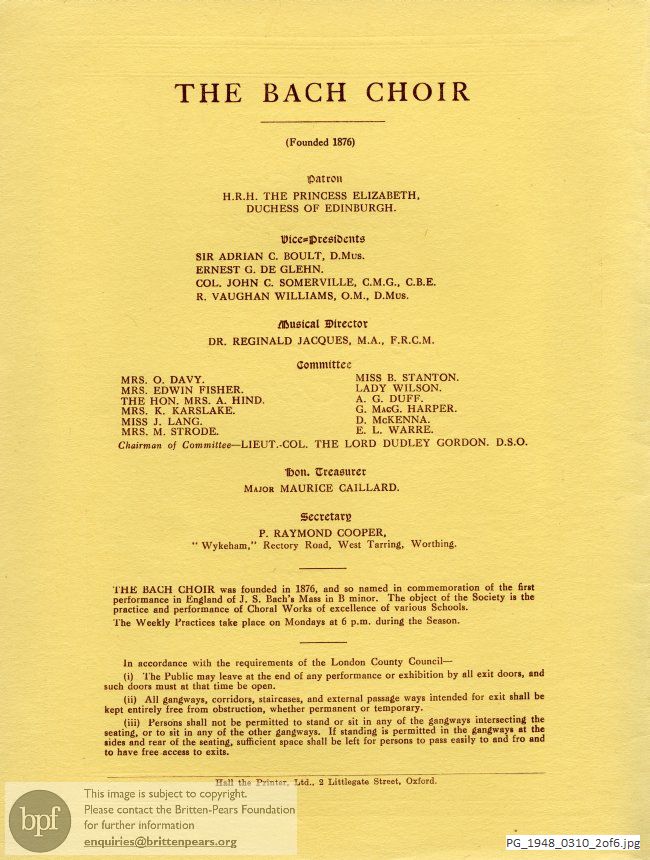 THE BACH CHOIR
(Founded 1876)
Patron
H.R.H. THE PRINCESS ELIZABETH,
DUCHESS OF EDINBURGH.
Vice=Presidents
SIR ADRIAN C. BOULT, D.Mus.
ERNEST G. DE GLEHN.
COL. JOHN C. SOMERVILLE, C.M.G., C.B.E.
R. VAUGHAN WILLIAMS, O.M., D.Mus.
Musical Director
DR. REGINALD JACQUES, M.A., F.R.C.M.
Committee
MRS. O. DAVY.
MRS. EDWIN FISHER.
THE HON. MRS. A. HIND.
MRS. K. KARSLAKE.
MISS J. LANG.
MRS. M. STRODE.
MISS B. STANTON.
LADY WILSON.
A. G. DUFF.
G. MacG. HARPER.
D. McKENNA.
E. L. WARRE.
Chairman of Committee—LIEUT.-COL. THE LORD DUDLEY GORDON. D.S.O.
Hon. Treasurer
Major MAURICE CAILLARD.
Secretary
P. RAYMOND COOPER,
"Wykeham," Rectory Road, West Tarring, Worthing.
THE BACH CHOIR was founded in 1876, and so named in commemoration of the first
performance in England of J. S. Bach's Mass in B minor. The object of the Society is the
practice and performance of Choral Works of excellence of various Schools.
The Weekly Practices take place on Mondays at 6 p.m. during the Season.
In accordance with the requirements of the London County Council—
(i) The Public may leave at the end of any performance or exhibition by all exit doors, and
such doors must at that time be open.
(ii) All gangways, corridors, staircases, and external passage ways intended for exit shall be
kept entirely free from obstruction, whether permanent or temporary.
(iii) Persons shall not be permitted to stand or sit in any of the gangways intersecting the
seating, or to sit in any of the other gangways. If standing is permitted in the gangways at the
sides and rear of the seating, sufficient space shall be left for persons to pass easily to and fro and
to have free access to exits.
Hall the Printer, Ltd., 2 Littlegate Street, Oxford.
bpf
This image is subject to copyright.
Please contact the Britten-Pears Foundation
for further information
enquiries@brittenpears.org
PG_1948_0310_2of6.jpg